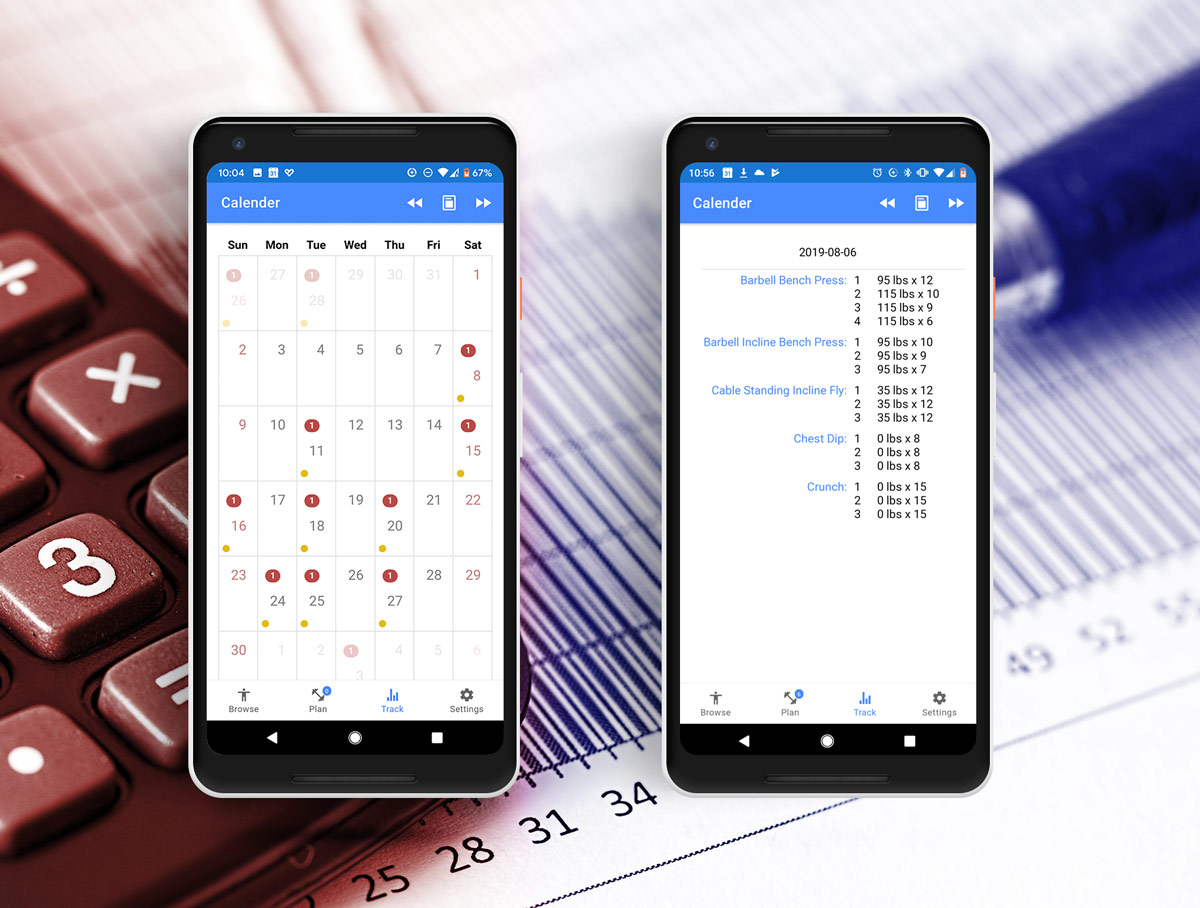 10:04 31 67%
Calender
Sun Mon Tue Wed Thu Fri Sat
1 1
26 27 28 29 30 31 1
1
2 3 4 5 6 7 8
1 1
9 10 11 12 13 14 15
1 1 1
16 17 18 19 20 21 22
1 1 1
23 24 25 26 27 28 29
1
30 1 2 3 4 5 6
0
Browse Plan Track Settings
10:56 31
Calender
2019-08-06
Barbell Bench Press: 1 95 lbs x 12
2 115 lbs x 10
3 115 lbs x 9
4 115 lbs x 6
Barbell Incline Bench Press: 1 95 lbs x 10
2 95 lbs x 9
3 95 lbs x 7
Cable Standing Incline Fly: 1 35 lbs x 12
2 35 lbs x 12
3 35 lbs x 12
Chest Dip: 1 0 lbs x 8
2 0 lbs x 8
3 0 lbs x 8
Crunch: 1 0 lbs x 15
2 0 lbs x 15
3 0 lbs x 15
Browse Plan Track Settings
÷
×
3
=
25 28 31 34
49 52 55